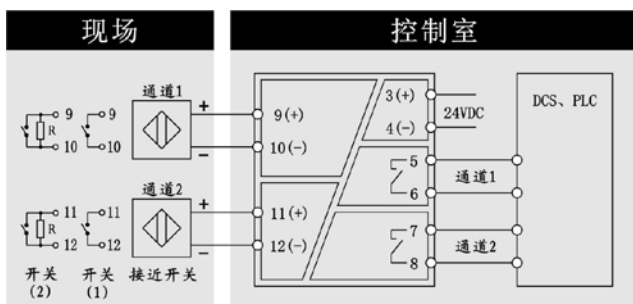 现场
控制室
通道1
9
10
R
9
10
+
−
9(+)
10(−)
3(+)
4(−)
24VDC
DCS、PLC
5
6
通道1
通道2
11
12
R
11
12
+
−
11(+)
12(−)
7
8
通道2
开关
(2)
开关
(1)
接近开关